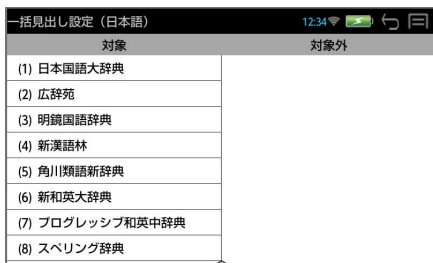 一括見出し設定（日本語） 12:34
対象 対象外
(1) 日本国語大辞典
(2) 広辞苑
(3) 明鏡国語辞典
(4) 新漢語林
(5) 角川類語新辞典
(6) 新和英大辞典
(7) プログレッシブ和英中辞典
(8) スペリング辞典